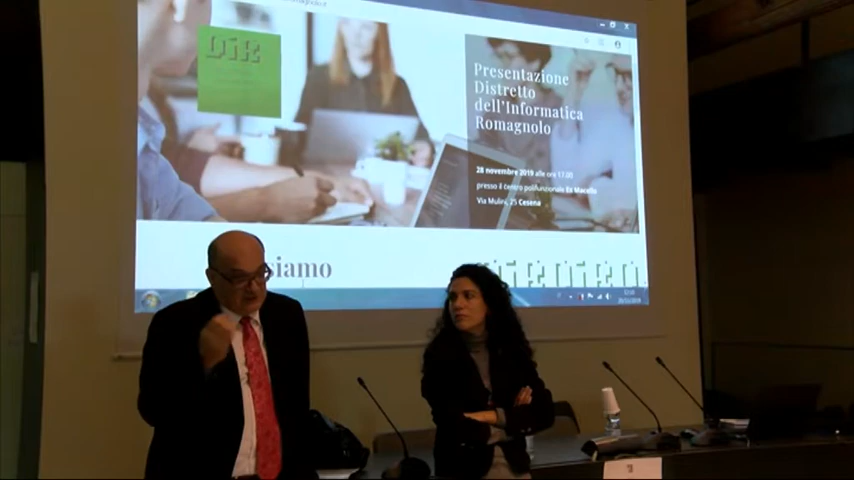 DiR
Presentazione
Distretto
dell'Informatica
Romagnolo
28 novembre 2019 alle ore 17.00
presso il centro polifunzionale Ex Macello
Via Mulini, 25 Cesena
siamo